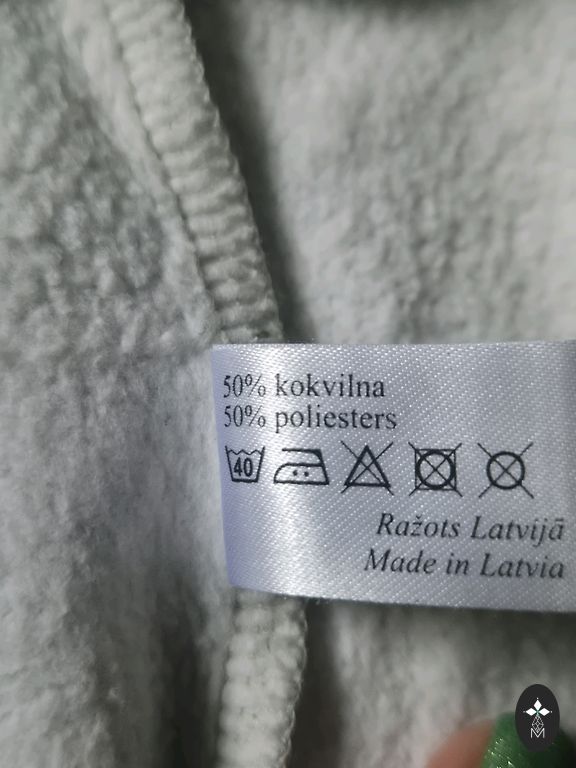 50% kokvilna
50% poliesters
40
Ražots Latvijā
Made in Latvia